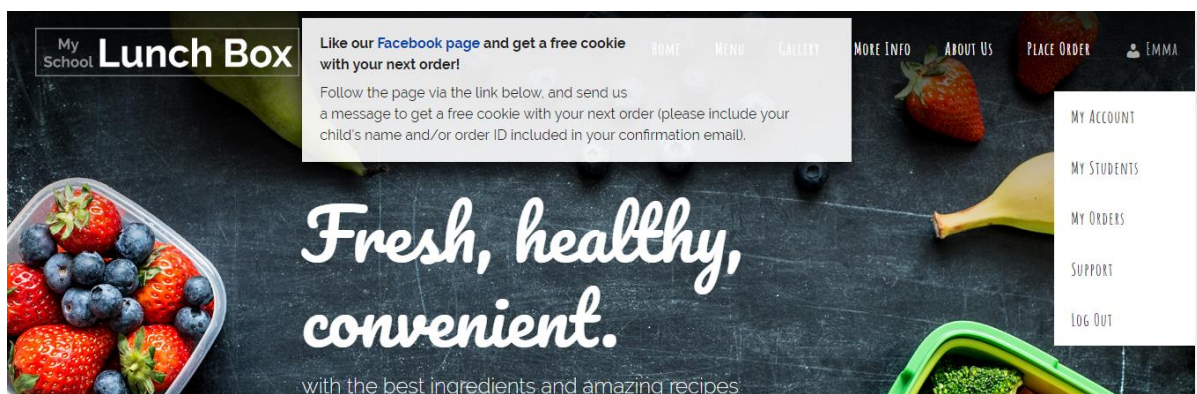 My School Lunch Box
Like our Facebook page and get a free cookie
with your next order!
Follow the page via the link below, and send us
a message to get a free cookie with your next order (please include your
child's name and/or order ID included in your confirmation email).
Home Menu Gallery More Info About Us Place Order Emma
My Account
My Students
My Orders
Support
Log Out
Fresh, healthy,
convenient.
with the best ingredients and amazing recipes